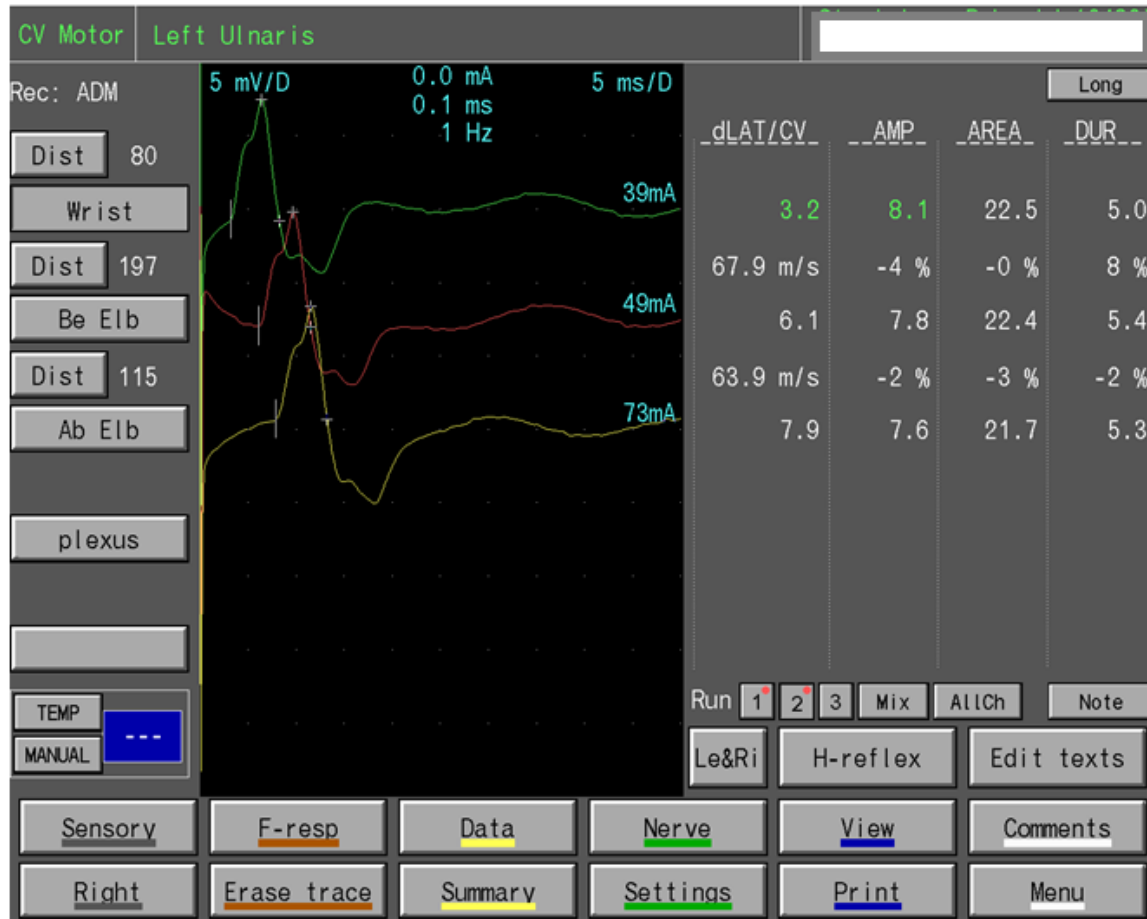 CV Motor Left Ulnaris
Rec: ADM
Dist 80
Wrist
Dist 197
Be Elb
Dist 115
Ab Elb
plexus
TEMP
MANUAL
---
5 mV/D 0.0 mA 5 ms/D
0.1 ms
1 Hz
39mA
49mA
73mA
Long
dLAT/CV AMP AREA DUR
3.2 8.1 22.5 5.0
67.9 m/s -4 % -0 % 8 %
6.1 7.8 22.4 5.4
63.9 m/s -2 % -3 % -2 %
7.9 7.6 21.7 5.3
Run 1 2 3 Mix AllCh Note
Le&Ri H-reflex Edit texts
Sensory F-resp Data Nerve View Comments
Right Erase trace Summary Settings Print Menu